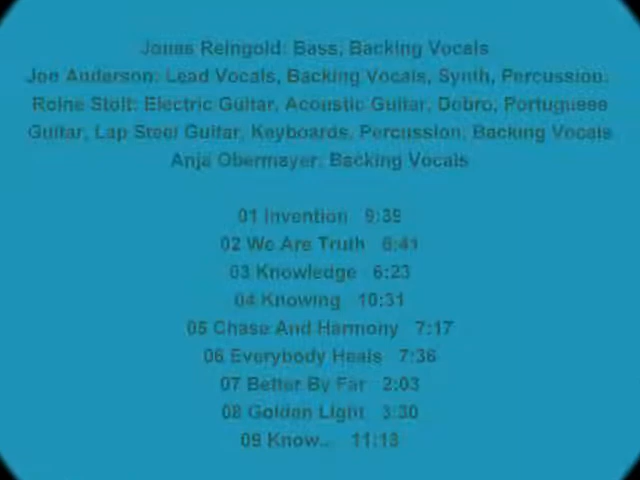 Jonas Reingold: Bass, Backing Vocals
Joe Anderson: Lead Vocals, Backing Vocals, Synth, Percussion.
Roine Stolt: Electric Guitar, Acoustic Guitar, Dobro, Portuguese
Guitar, Lap Steel Guitar, Keyboards, Percussion, Backing Vocals
Anja Obermayer: Backing Vocals
01 Invention 9:39
02 We Are Truth 6:41
03 Knowledge 6:23
04 Knowing 10:31
05 Chase And Harmony 7:17
06 Everybody Heals 7:36
07 Better By Far 2:03
08 Golden Light 3:30
09 Know... 11:13